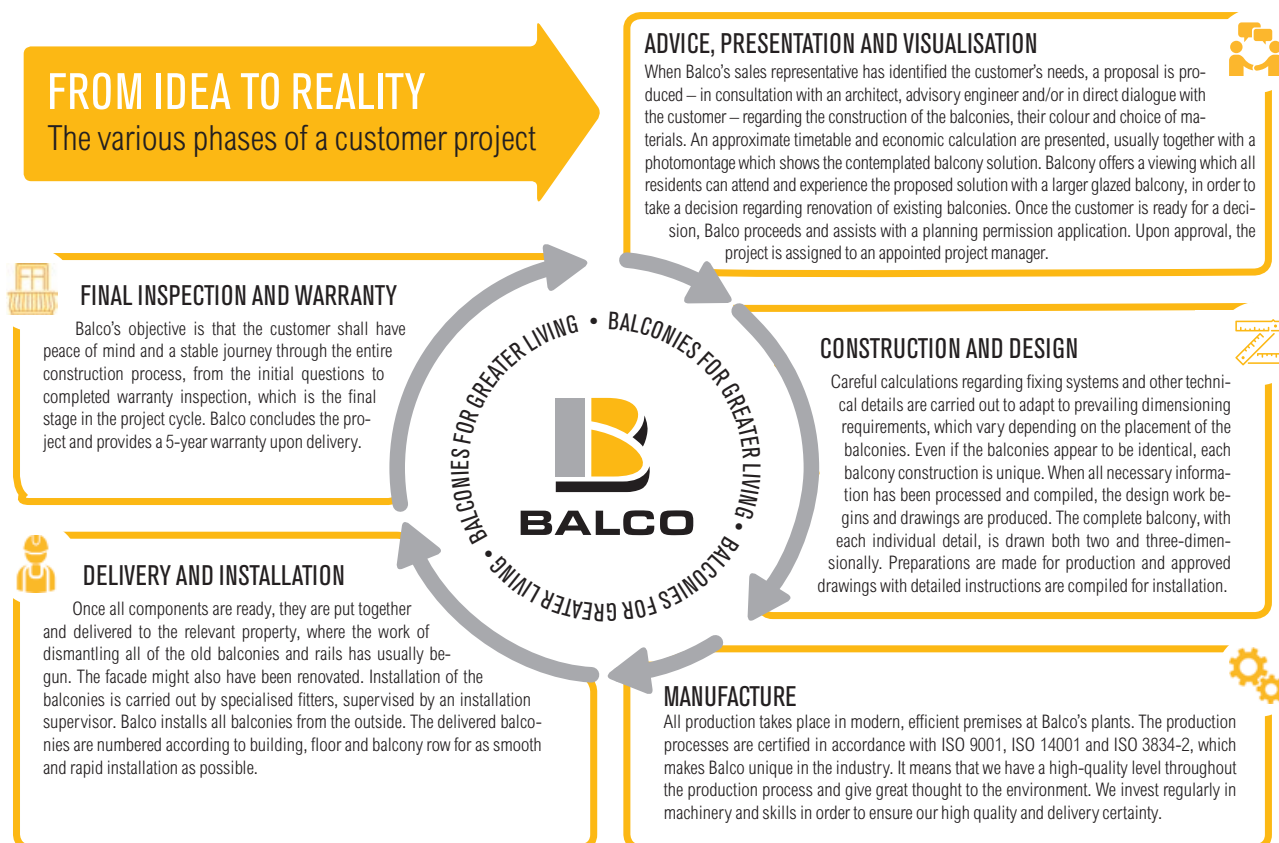 FROM IDEA TO REALITY
The various phases of a customer project
ADVICE, PRESENTATION AND VISUALISATION
When Balco's sales representative has identified the customer's needs, a proposal is pro-
duced – in consultation with an architect, advisory engineer and/or in direct dialogue with
the customer – regarding the construction of the balconies, their colour and choice of ma-
terials. An approximate timetable and economic calculation are presented, usually together with a
photomontage which shows the contemplated balcony solution. Balcony offers a viewing which all
residents can attend and experience the proposed solution with a larger glazed balcony, in order to
take a decision regarding renovation of existing balconies. Once the customer is ready for a deci-
sion, Balco proceeds and assists with a planning permission application. Upon approval, the
project is assigned to an appointed project manager.
CONSTRUCTION AND DESIGN
Careful calculations regarding fixing systems and other techni-
cal details are carried out to adapt to prevailing dimensioning
requirements, which vary depending on the placement of the
balconies. Even if the balconies appear to be identical, each
balcony construction is unique. When all necessary informa-
tion has been processed and compiled, the design work be-
gins and drawings are produced. The complete balcony, with
each individual detail, is drawn both two and three-dimen-
sionally. Preparations are made for production and approved
drawings with detailed instructions are compiled for installation.
MANUFACTURE
All production takes place in modern, efficient premises at Balco's plants. The production
processes are certified in accordance with ISO 9001, ISO 14001 and ISO 3834-2, which
makes Balco unique in the industry. It means that we have a high-quality level throughout
the production process and give great thought to the environment. We invest regularly in
machinery and skills in order to ensure our high quality and delivery certainty.
DELIVERY AND INSTALLATION
Once all components are ready, they are put together
and delivered to the relevant property, where the work of
dismantling all of the old balconies and rails has usually be-
gun. The facade might also have been renovated. Installation of the
balconies is carried out by specialised fitters, supervised by an installation
supervisor. Balco installs all balconies from the outside. The delivered balco-
nies are numbered according to building, floor and balcony row for as smooth
and rapid installation as possible.
FINAL INSPECTION AND WARRANTY
Balco's objective is that the customer shall have
peace of mind and a stable journey through the entire
construction process, from the initial questions to
completed warranty inspection, which is the final
stage in the project cycle. Balco concludes the pro-
ject and provides a 5-year warranty upon delivery.
BALCONIES FOR GREATER LIVING • BALCONIES FOR GREATER LIVING • BALCONIES FOR GREATER LIVING •
BALCO